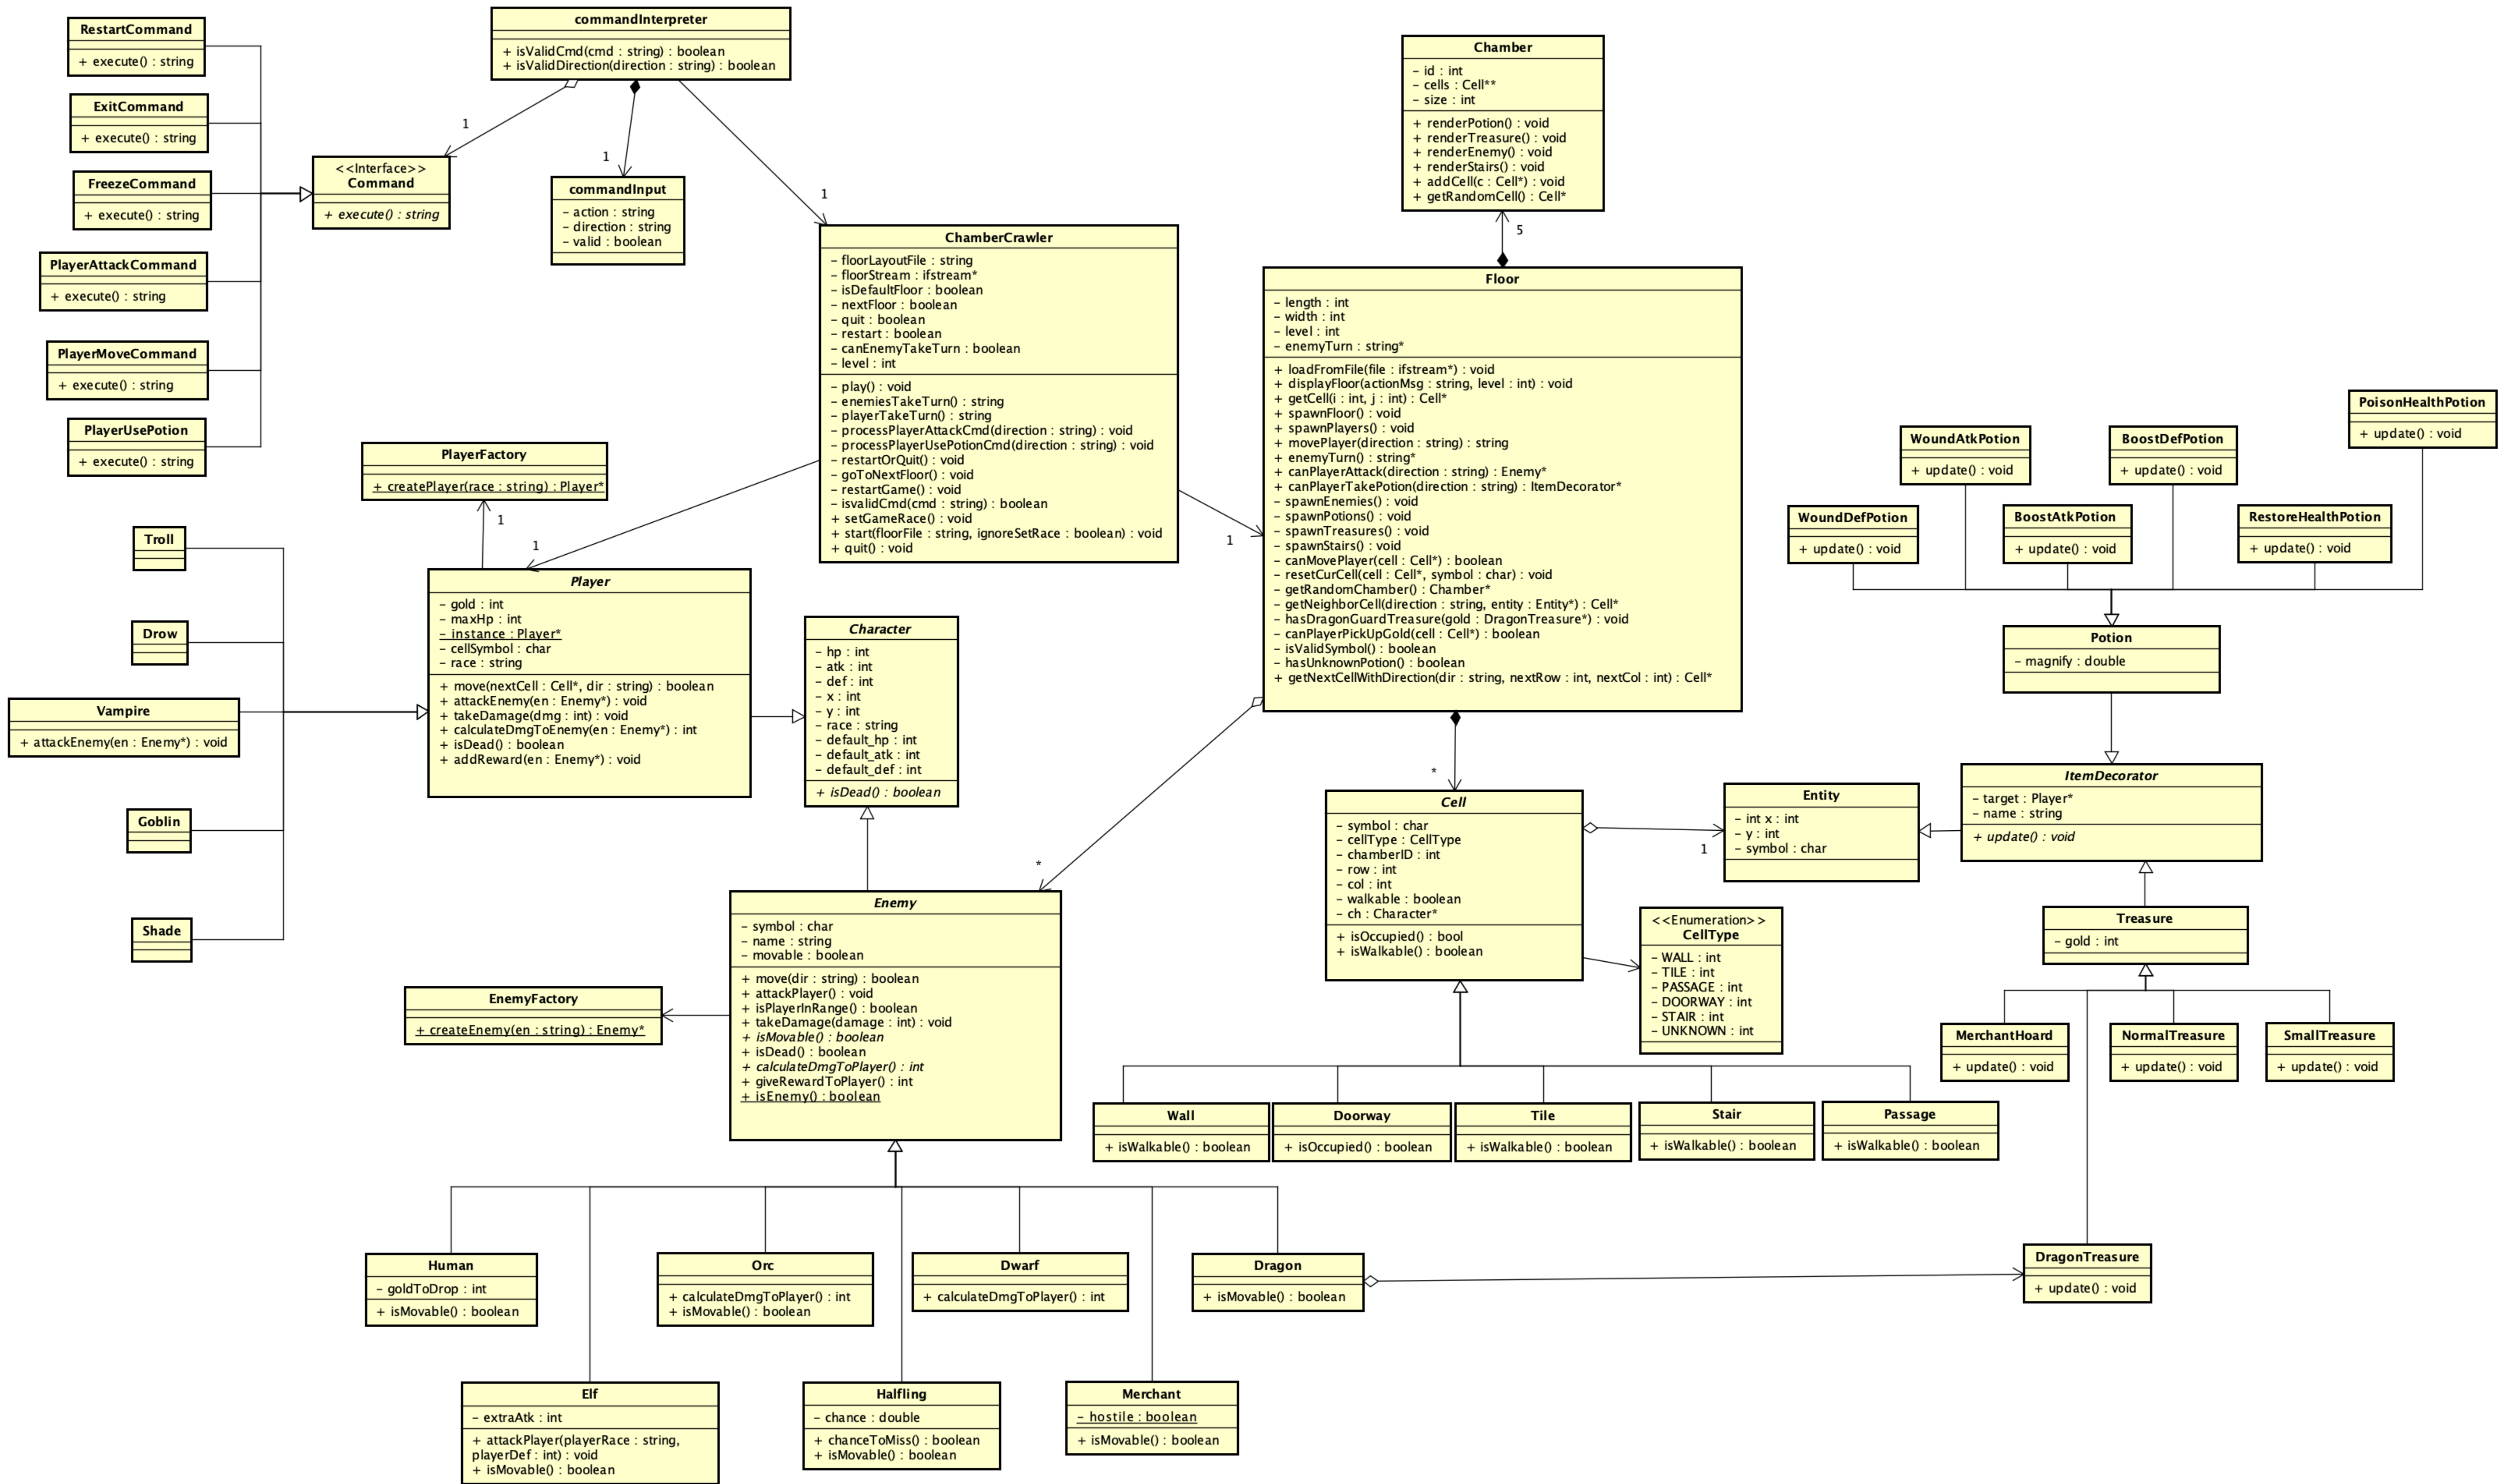 RestartCommand
+ execute() : string
ExitCommand
+ execute() : string
FreezeCommand
+ execute() : string
PlayerAttackCommand
+ execute() : string
PlayerMoveCommand
+ execute() : string
PlayerUsePotion
+ execute() : string
<<Interface>>
Command
+ execute() : string
commandInterpreter
+ isValidCmd(cmd : string) : boolean
+ isValidDirection(direction : string) : boolean
1
1
1
commandInput
– action : string
– direction : string
– valid : boolean
ChamberCrawler
– floorLayoutFile : string
– floorStream : ifstream*
– isDefaultFloor : boolean
– nextFloor : boolean
– quit : boolean
– restart : boolean
– canEnemyTakeTurn : boolean
– level : int
– play() : void
– enemiesTakeTurn() : string
– playerTakeTurn() : string
– processPlayerAttackCmd(direction : string) : void
– processPlayerUsePotionCmd(direction : string) : void
– restartOrQuit() : void
– goToNextFloor() : void
– restartGame() : void
– isvalidCmd(cmd : string) : boolean
+ setGameRace() : void
+ start(floorFile : string, ignoreSetRace : boolean) : void
+ quit() : void
1
1
Chamber
– id : int
– cells : Cell**
– size : int
+ renderPotion() : void
+ renderTreasure() : void
+ renderEnemy() : void
+ renderStairs() : void
+ addCell(c : Cell*) : void
+ getRandomCell() : Cell*
5
Floor
– length : int
– width : int
– level : int
– enemyTurn : string*
+ loadFromFile(file : ifstream*) : void
+ displayFloor(actionMsg : string, level : int) : void
+ getCell(i : int, j : int) : Cell*
+ spawnFloor() : void
+ spawnPlayers() : void
+ movePlayer(direction : string) : string
+ enemyTurn() : string*
+ canPlayerAttack(direction : string) : Enemy*
+ canPlayerTakePotion(direction : string) : ItemDecorator*
– spawnEnemies() : void
– spawnPotions() : void
– spawnTreasures() : void
– spawnStairs() : void
– canMovePlayer(cell : Cell*) : boolean
– resetCurCell(cell : Cell*, symbol : char) : void
– getRandomChamber() : Chamber*
– getNeighborCell(direction : string, entity : Entity*) : Cell*
– hasDragonGuardTreasure(gold : DragonTreasure*) : void
– canPlayerPickUpGold(cell : Cell*) : boolean
– isValidSymbol() : boolean
– hasUnknownPotion() : boolean
+ getNextCellWithDirection(dir : string, nextRow : int, nextCol : int) : Cell*
*
*
PlayerFactory
+ createPlayer(race : string) : Player*
1
Troll
Drow
Vampire
+ attackEnemy(en : Enemy*) : void
Goblin
Shade
Player
– gold : int
– maxHp : int
– instance : Player*
– cellSymbol : char
– race : string
+ move(nextCell : Cell*, dir : string) : boolean
+ attackEnemy(en : Enemy*) : void
+ takeDamage(dmg : int) : void
+ calculateDmgToEnemy(en : Enemy*) : int
+ isDead() : boolean
+ addReward(en : Enemy*) : void
Character
– hp : int
– atk : int
– def : int
– x : int
– y : int
– race : string
– default_hp : int
– default_atk : int
– default_def : int
+ isDead() : boolean
PoisonHealthPotion
+ update() : void
WoundAtkPotion
+ update() : void
BoostDefPotion
+ update() : void
WoundDefPotion
+ update() : void
BoostAtkPotion
+ update() : void
RestoreHealthPotion
+ update() : void
Potion
– magnify : double
ItemDecorator
– target : Player*
– name : string
+ update() : void
Entity
– int x : int
– y : int
– symbol : char
1
Cell
– symbol : char
– cellType : CellType
– chamberID : int
– row : int
– col : int
– walkable : boolean
– ch : Character*
+ isOccupied() : bool
+ isWalkable() : boolean
<<Enumeration>>
CellType
– WALL : int
– TILE : int
– PASSAGE : int
– DOORWAY : int
– STAIR : int
– UNKNOWN : int
Treasure
– gold : int
MerchantHoard
+ update() : void
NormalTreasure
+ update() : void
SmallTreasure
+ update() : void
Enemy
– symbol : char
– name : string
– movable : boolean
+ move(dir : string) : boolean
+ attackPlayer() : void
+ isPlayerInRange() : boolean
+ takeDamage(damage : int) : void
+ isMovable() : boolean
+ isDead() : boolean
+ calculateDmgToPlayer() : int
+ giveRewardToPlayer() : int
+ isEnemy() : boolean
EnemyFactory
+ createEnemy(en : string) : Enemy*
Wall
+ isWalkable() : boolean
Doorway
+ isOccupied() : boolean
Tile
+ isWalkable() : boolean
Stair
+ isWalkable() : boolean
Passage
+ isWalkable() : boolean
Human
– goldToDrop : int
+ isMovable() : boolean
Orc
+ calculateDmgToPlayer() : int
+ isMovable() : boolean
Dwarf
+ calculateDmgToPlayer() : int
Dragon
+ isMovable() : boolean
DragonTreasure
+ update() : void
Elf
– extraAtk : int
+ attackPlayer(playerRace : string,
playerDef : int) : void
+ isMovable() : boolean
Halfling
– chance : double
+ chanceToMiss() : boolean
+ isMovable() : boolean
Merchant
– hostile : boolean
+ isMovable() : boolean